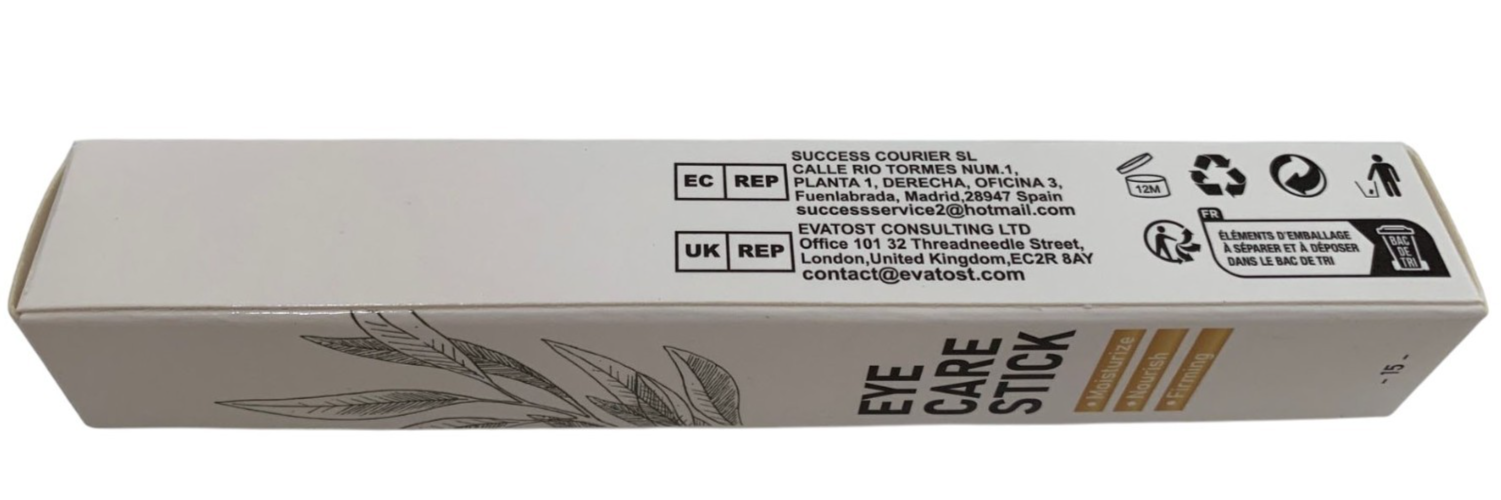 EC REP
SUCCESS COURIER SL
CALLE RIO TORMES NUM.1,
PLANTA 1, DERECHA, OFICINA 3,
Fuenlabrada, Madrid,28947 Spain
successservice2@hotmail.com
UK REP
EVATOST CONSULTING LTD
Office 101 32 Threadneedle Street,
London,United Kingdom,EC2R 8AY
contact@evatost.com
12M
FR
ÉLÉMENTS D'EMBALLAGE
À SÉPARER ET À DÉPOSER
DANS LE BAC DE TRI
BAC
DE
TRI
EYE
CARE
STICK
•Moisturize
•Nourish
•Firming
- 15 -